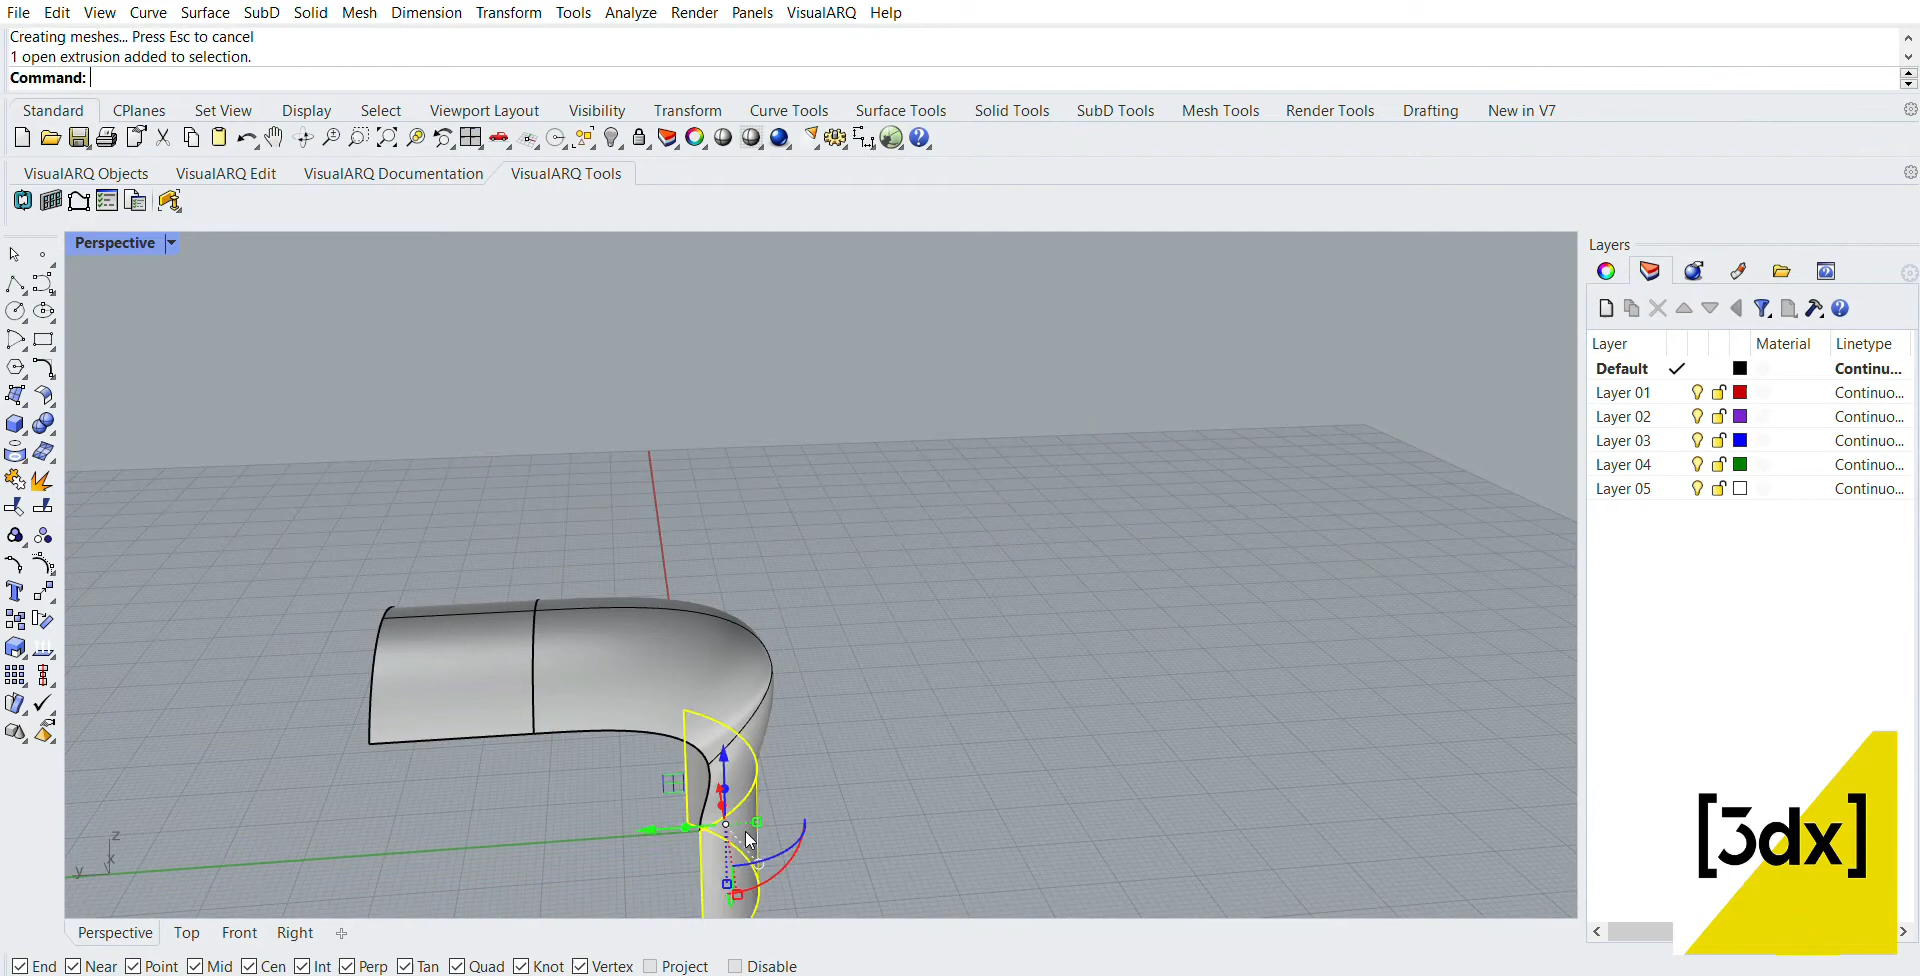 File Edit View Curve Surface SubD Solid Mesh Dimension Transform Tools Analyze Render Panels VisualARQ Help
Creating meshes... Press Esc to cancel
1 open extrusion added to selection.
Command:
Standard CPlanes Set View Display Select Viewport Layout Visibility Transform Curve Tools Surface Tools Solid Tools SubD Tools Mesh Tools Render Tools Drafting New in V7
VisualARQ Objects VisualARQ Edit VisualARQ Documentation VisualARQ Tools
Perspective
Layers
Layer Material Linetype
Default Continu...
Layer 01 Continuo...
Layer 02 Continuo...
Layer 03 Continuo...
Layer 04 Continuo...
Layer 05 Continuo...
z
x
y
[3dx]
Perspective Top Front Right
End Near Point Mid Cen Int Perp Tan Quad Knot Vertex Project Disable